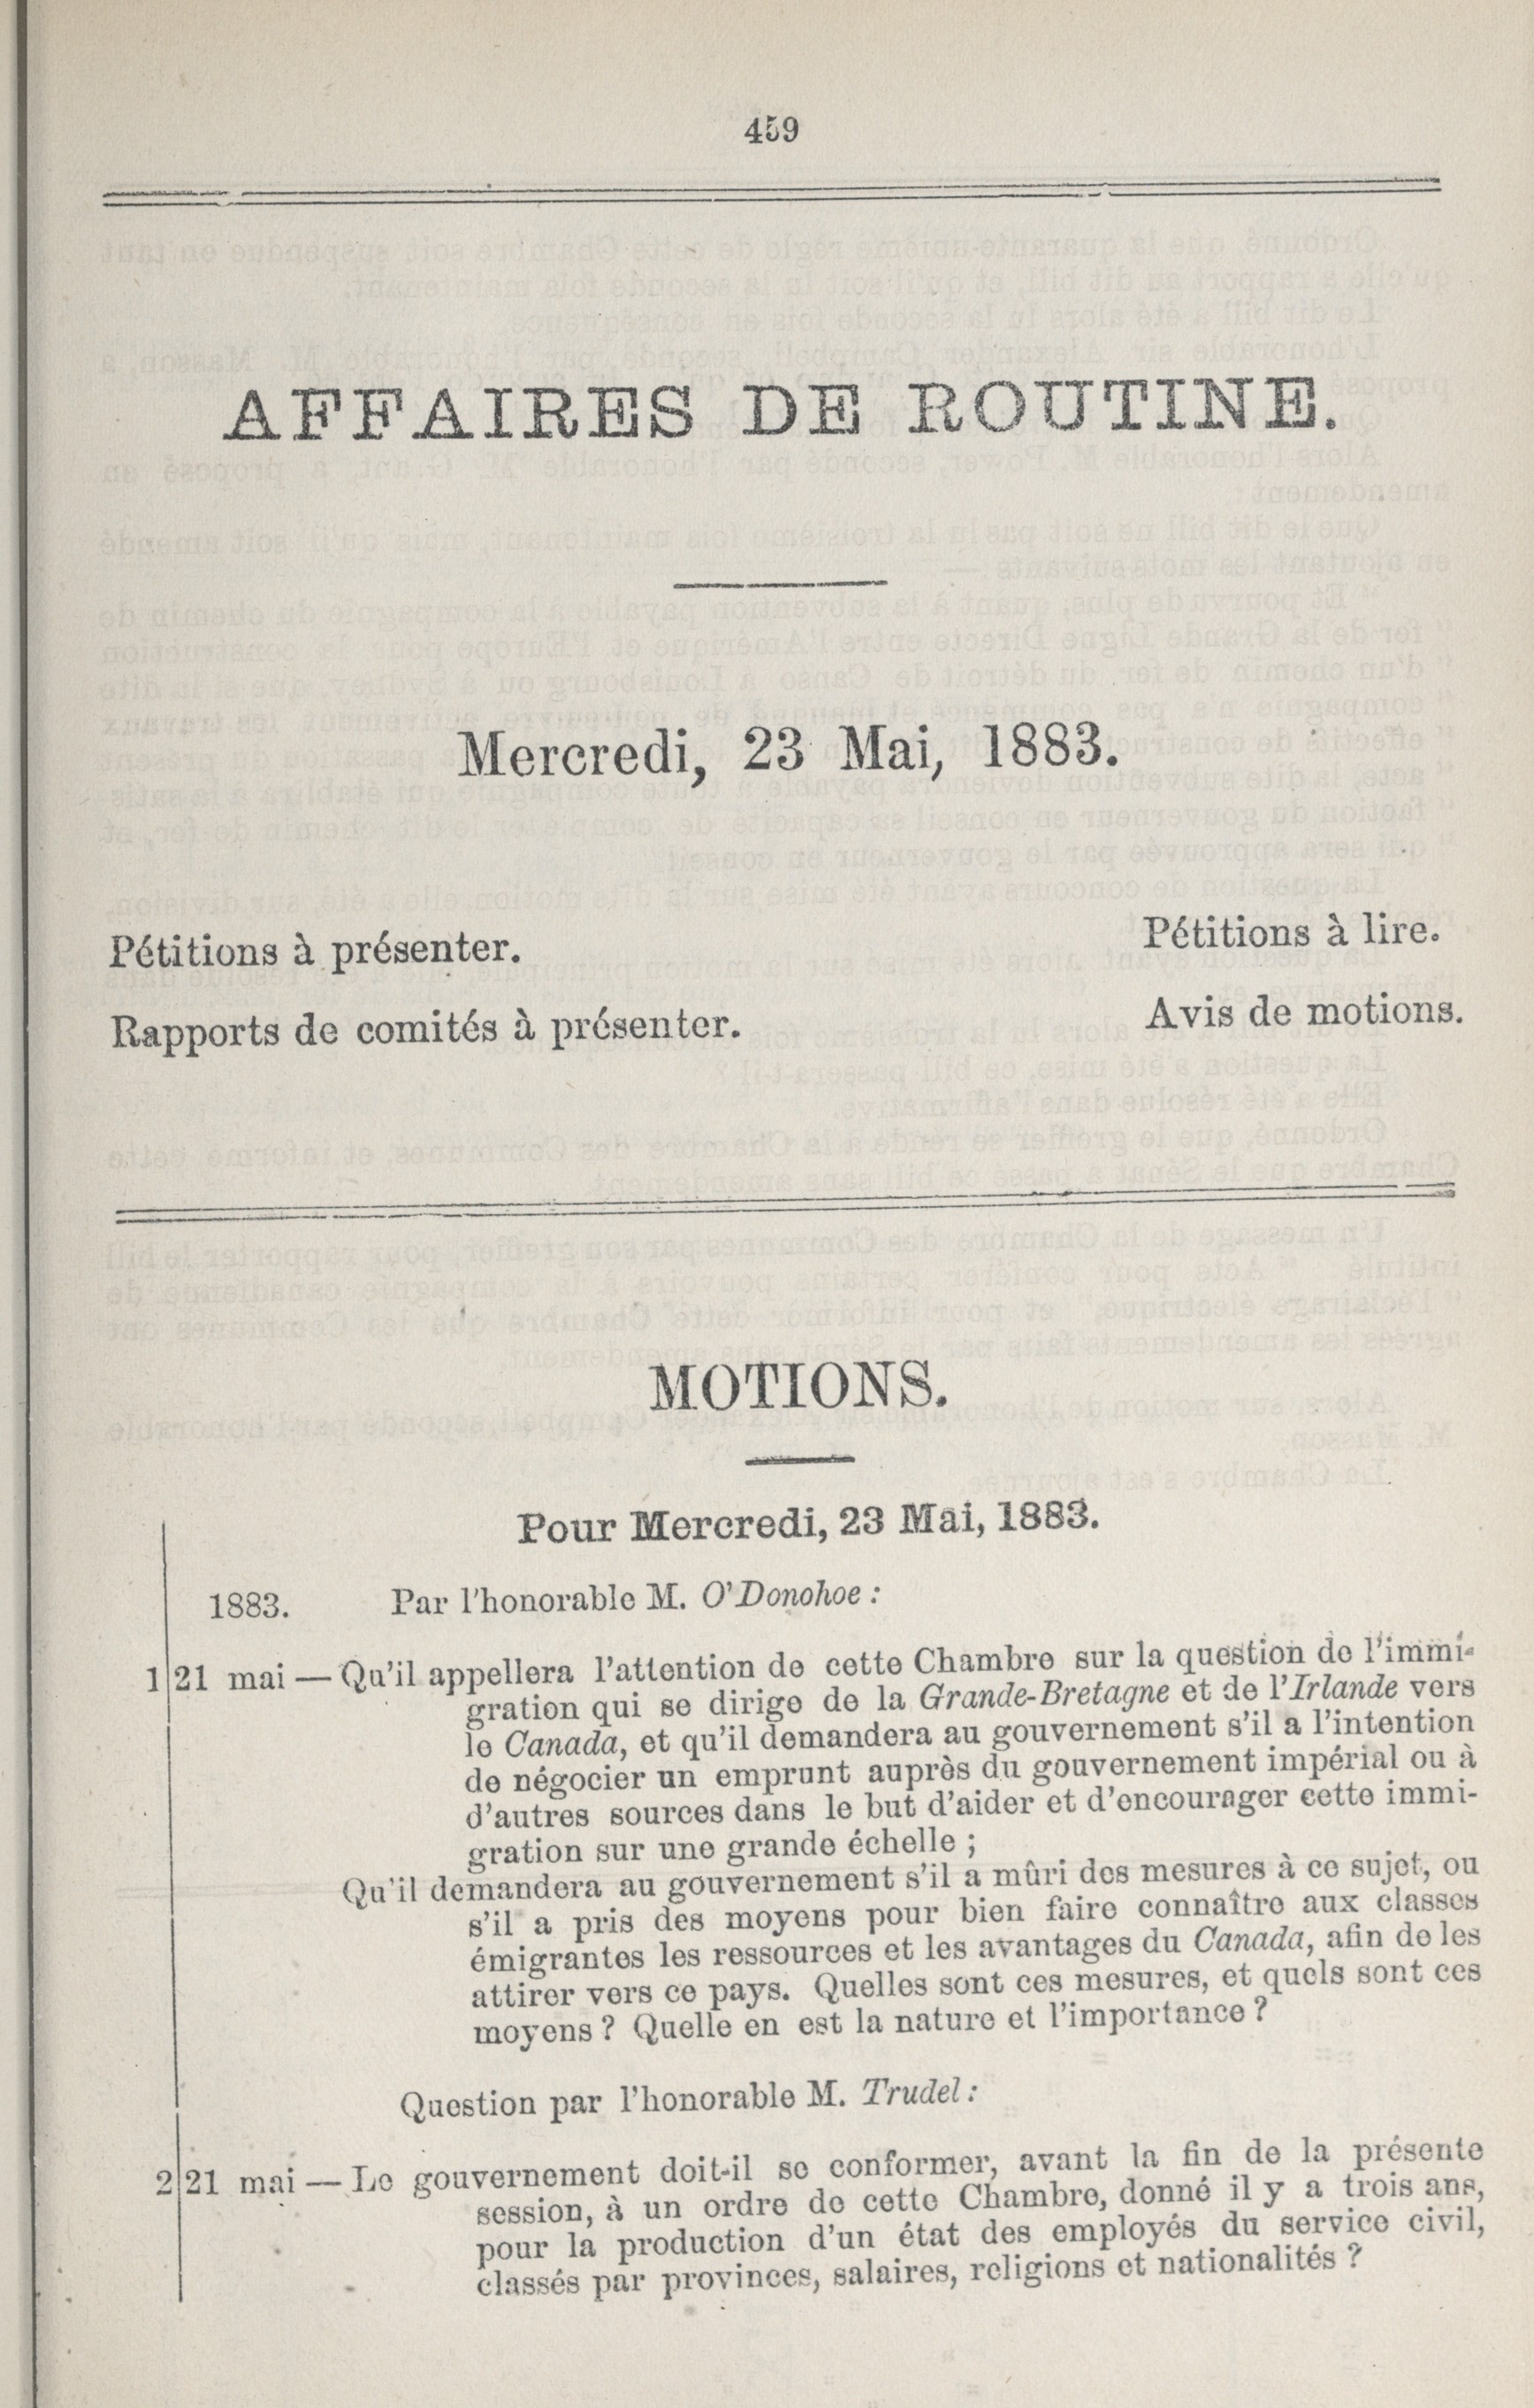 459
AFFAIRES DE ROUTINE.
Mercredi, 23 Mai, 1883.
Pétitions à présenter. Pétitions à lire.
Rapports de comités à présenter. Avis de motions.
MOTIONS.
Pour Mercredi, 23 Mai, 1883.
1883. Par l'honorable M. O'Donohoe :
1 21 mai — Qu'il appellera l'attention de cette Chambre sur la question de l'immi-
gration qui se dirige de la Grande-Bretagne et de l'Irlande vers
le Canada, et qu'il demandera au gouvernement s'il a l'intention
de négocier un emprunt auprès du gouvernement impérial ou à
d'autres sources dans le but d'aider et d'encourager cette immi-
gration sur une grande échelle ;
Qu'il demandera au gouvernement s'il a mûri des mesures à ce sujet, ou
s'il a pris des moyens pour bien faire connaître aux classes
émigrantes les ressources et les avantages du Canada, afin de les
attirer vers ce pays. Quelles sont ces mesures, et quels sont ces
moyens ? Quelle en est la nature et l'importance ?
Question par l'honorable M. Trudel :
2 21 mai — Le gouvernement doit-il se conformer, avant la fin de la présente
session, à un ordre de cette Chambre, donné il y a trois ans,
pour la production d'un état des employés du service civil,
classés par provinces, salaires, religions et nationalités ?